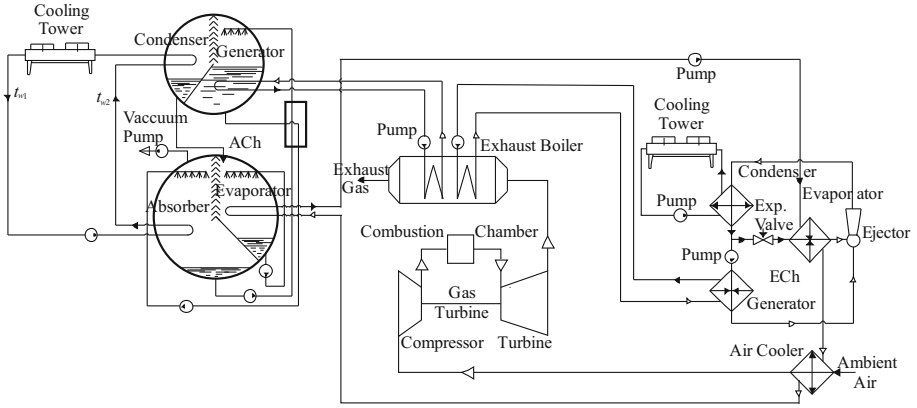 Cooling
Tower
Condenser
Generator
tw1
tw2
Vaccuum
Pump
ACh
Absorber
Evaporator
Pump
Exhaust
Gas
Exhaust Boiler
Combustion Chamber
Gas
Turbine
Compressor
Turbine
Pump
Cooling
Tower
Condenser
Evaporator
Pump
Exp.
Valve
Ejector
Pump
ECh
Generator
Air Cooler
Ambient
Air